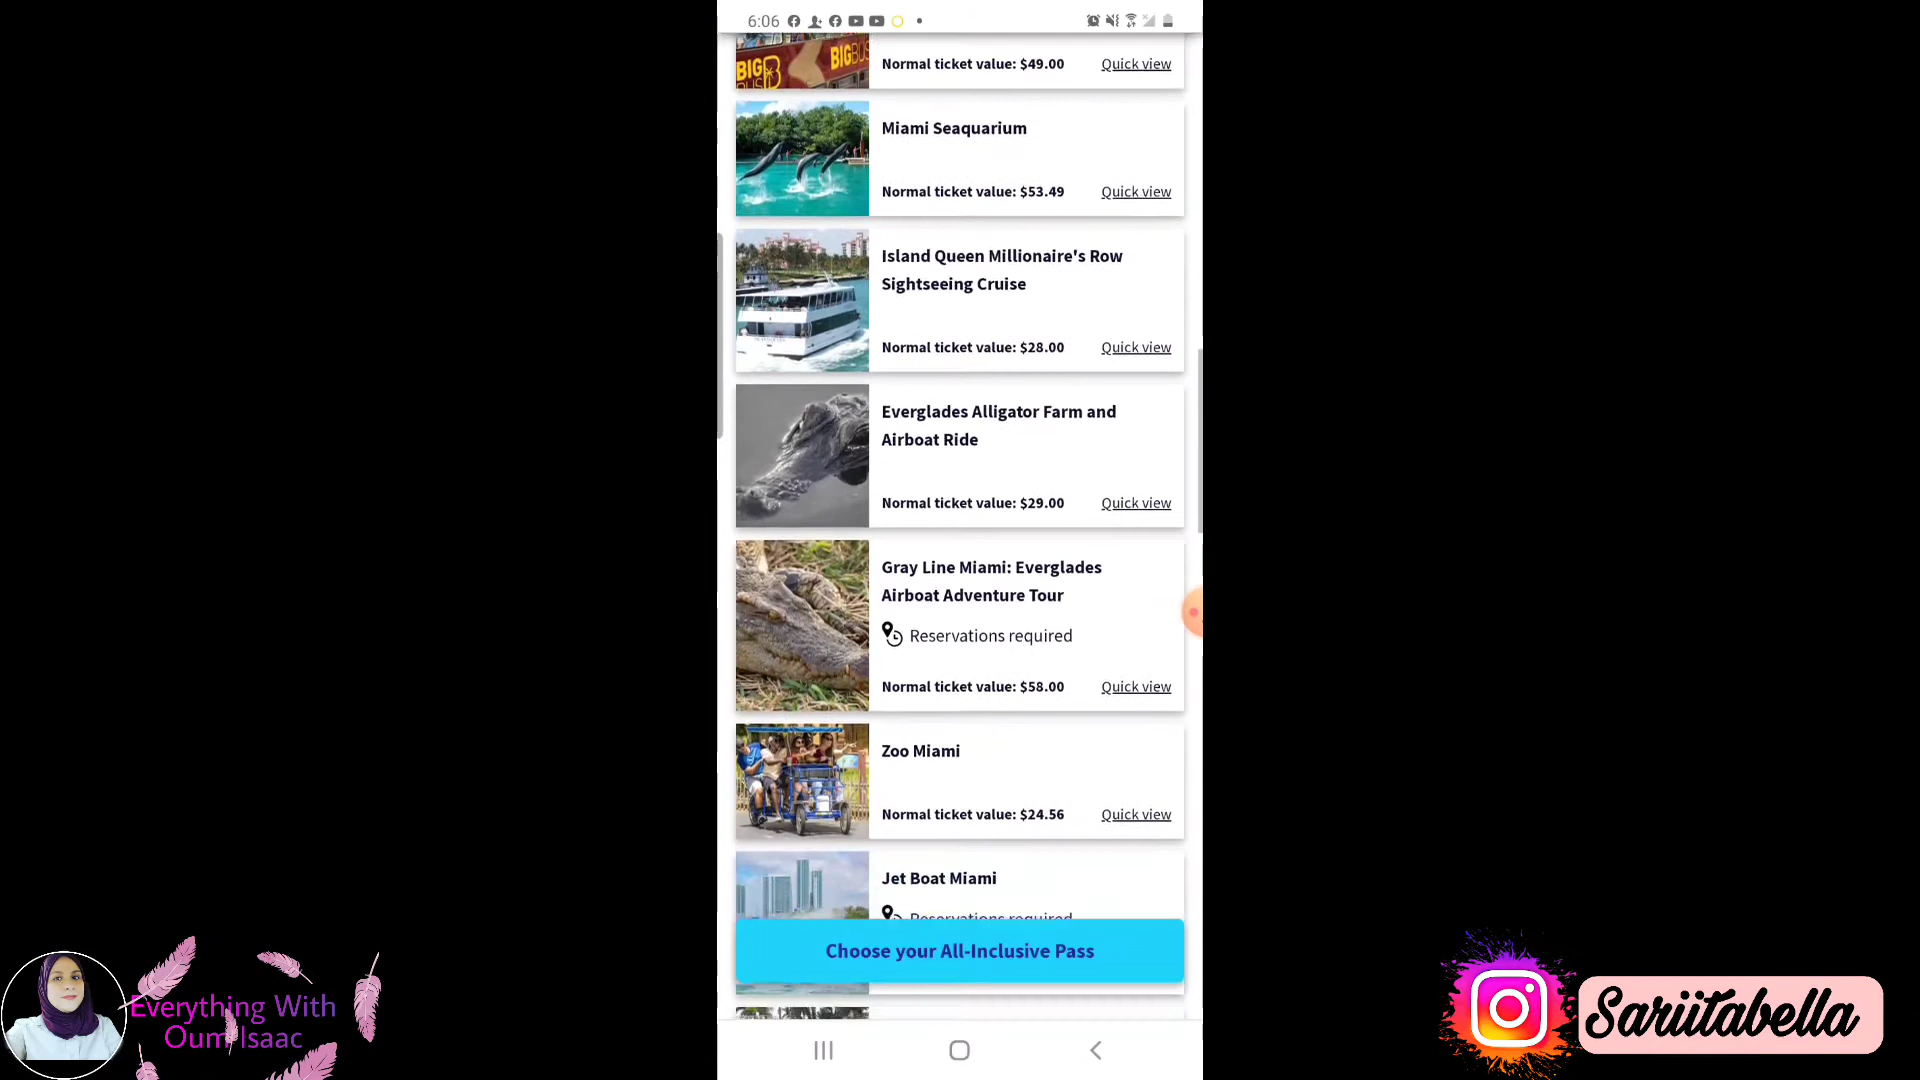 6:06
BIG BUS
BIGBUS
Normal ticket value: $49.00
Quick view
Miami Seaquarium
Normal ticket value: $53.49
Quick view
Island Queen Millionaire's Row
Sightseeing Cruise
Normal ticket value: $28.00
Quick view
Everglades Alligator Farm and
Airboat Ride
Normal ticket value: $29.00
Quick view
Gray Line Miami: Everglades
Airboat Adventure Tour
Reservations required
Normal ticket value: $58.00
Quick view
Zoo Miami
Normal ticket value: $24.56
Quick view
Jet Boat Miami
Reservations required
Choose your All-Inclusive Pass
Everything With
Oum Isaac
Sariitabella